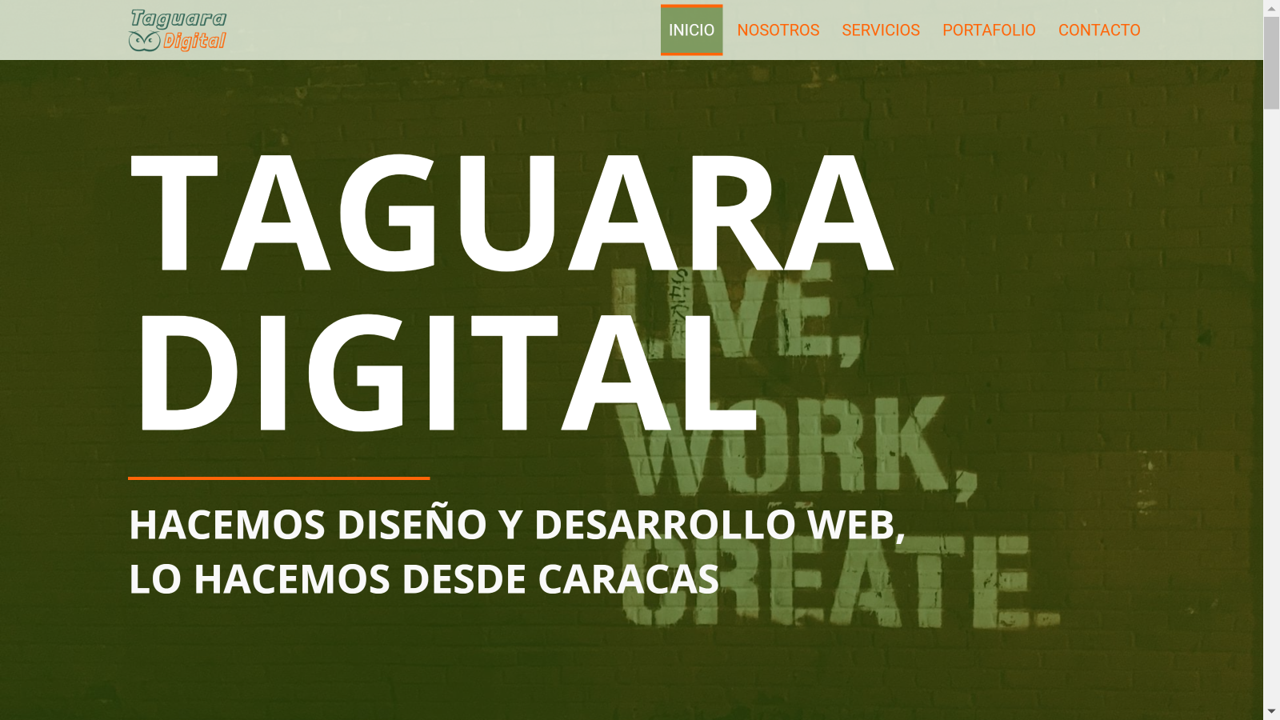 Taguara
Digital
INICIO NOSOTROS SERVICIOS PORTAFOLIO CONTACTO
TAGUARA
DIGITAL
LIVE,
WORK,
CREATE.
HACEMOS DISEÑO Y DESARROLLO WEB,
LO HACEMOS DESDE CARACAS